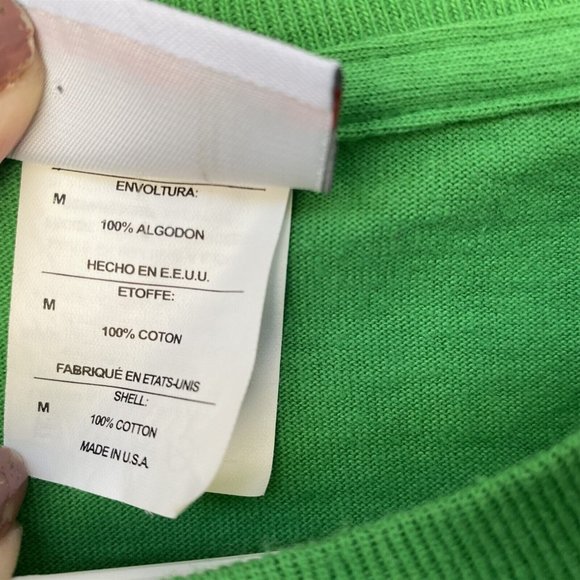 ENVOLTURA:
M
100% ALGODON
HECHO EN E.E.U.U.
ETOFFE:
M
100% COTON
FABRIQUÉ EN ETATS-UNIS
SHELL:
M
100% COTTON
MADE IN U.S.A